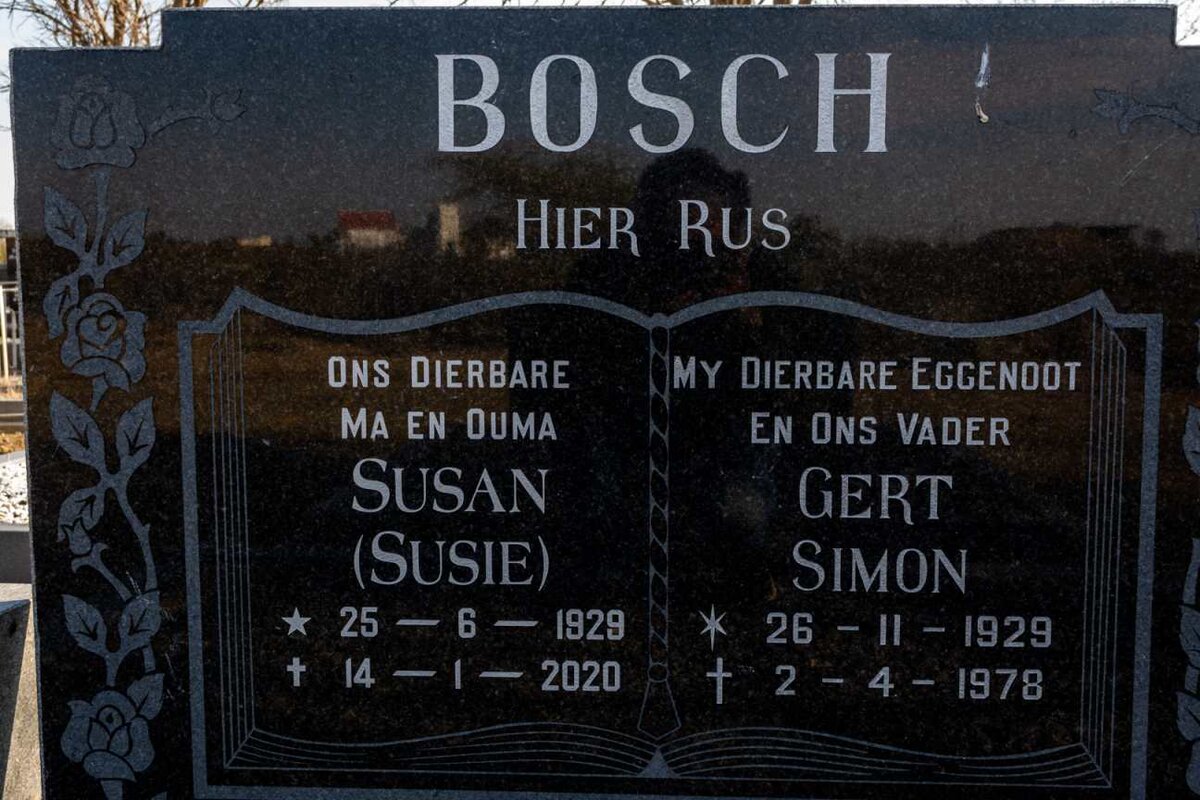 BOSCH
HIER RUS
ONS DIERBARE
MA EN OUMA
SUSAN
(SUSIE)
★ 25 — 6 — 1929
✝ 14 — 1 — 2020
MY DIERBARE EGGENOOT
EN ONS VADER
GERT
SIMON
✶ 26 – 11 – 1929
✝ 2 – 4 – 1978